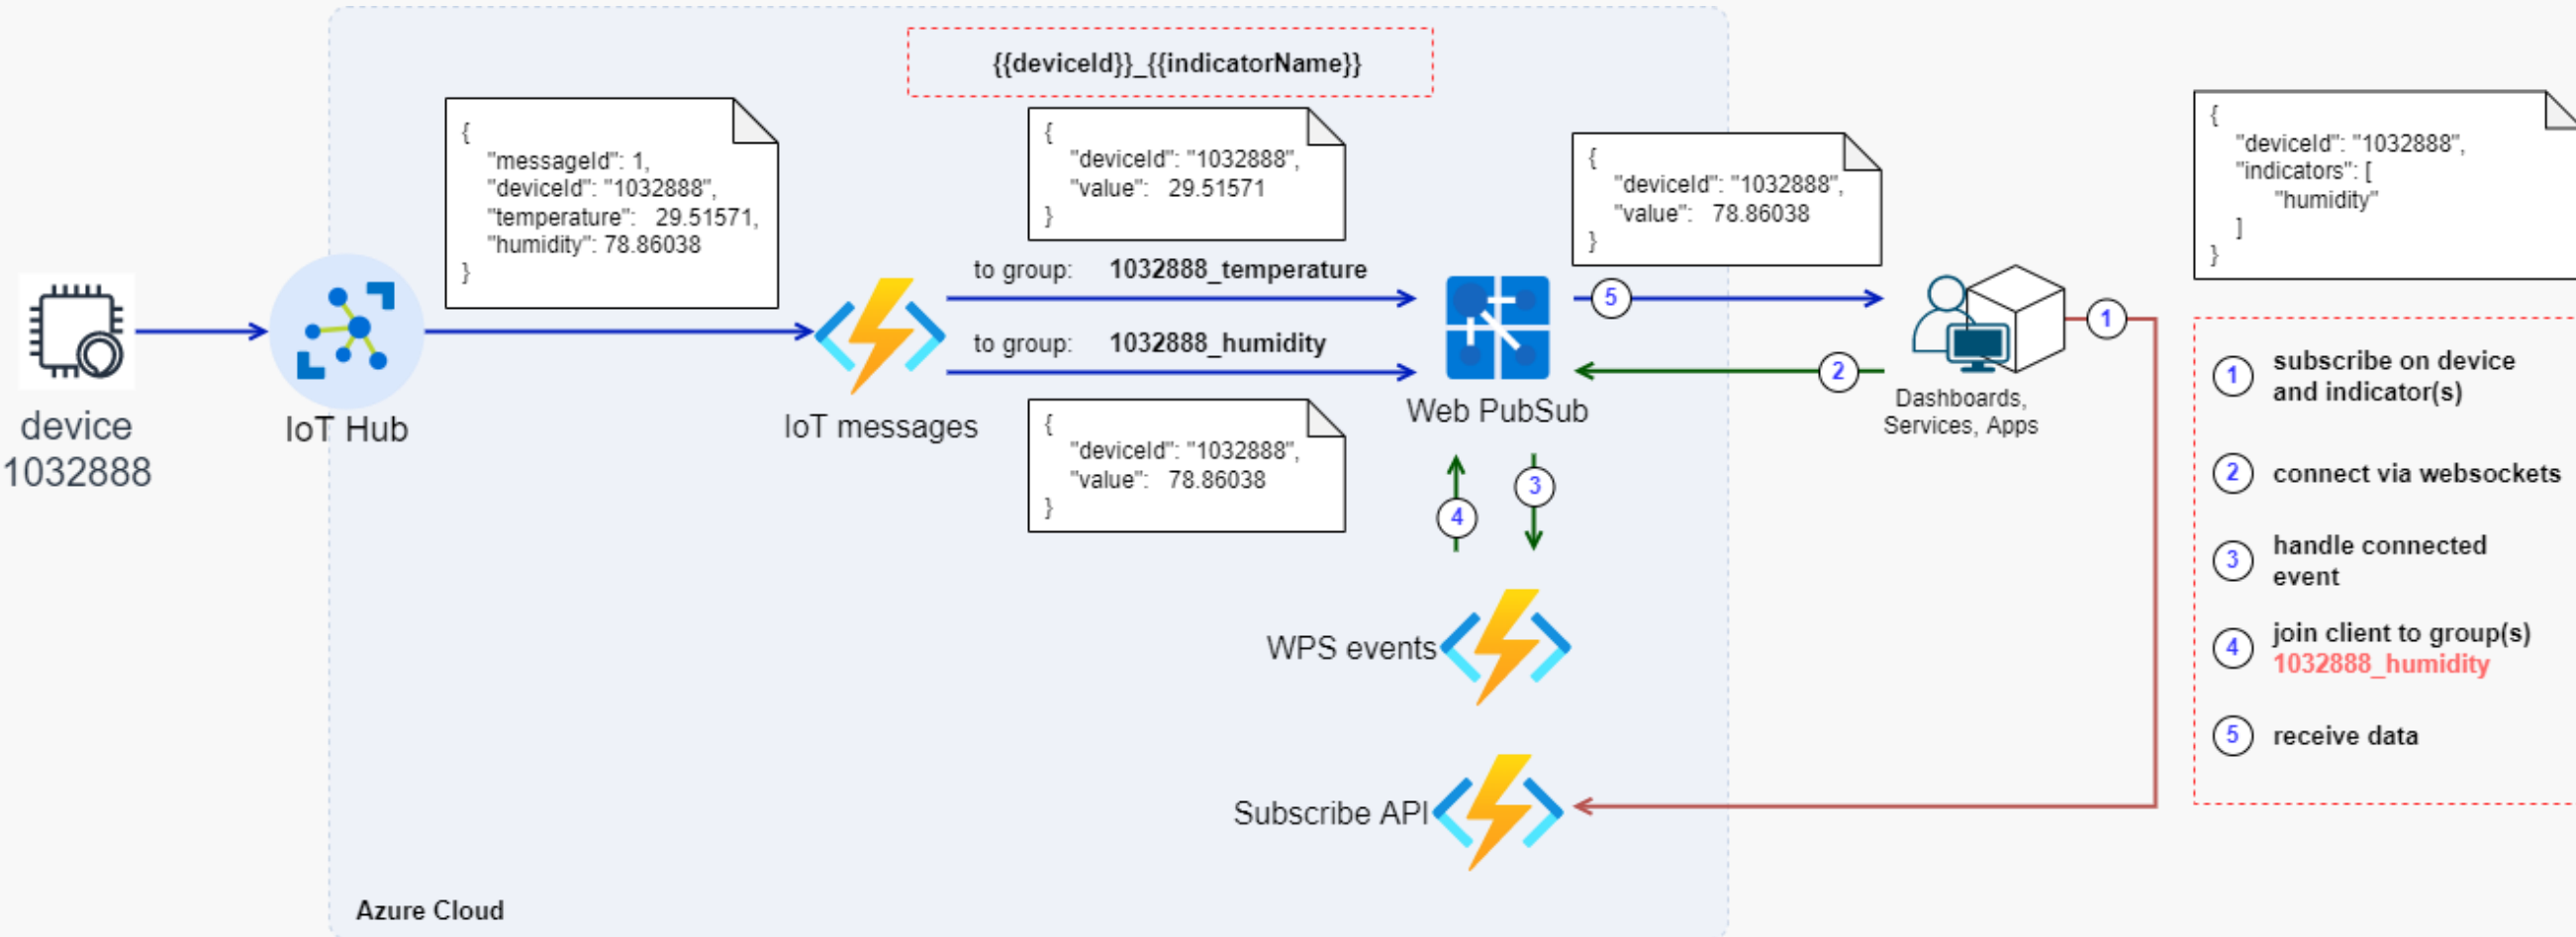 {{deviceId}}_{{indicatorName}}
{
"messageId": 1,
"deviceId": "1032888",
"temperature": 29.51571,
"humidity": 78.86038
}
{
"deviceId": "1032888",
"value": 29.51571
}
{
"deviceId": "1032888",
"value": 78.86038
}
{
"deviceId": "1032888",
"indicators": [
"humidity"
]
}
to group: 1032888_temperature
to group: 1032888_humidity
5
2
1
device
1032888
IoT Hub
IoT messages
Web PubSub
Dashboards,
Services, Apps
{
"deviceId": "1032888",
"value": 78.86038
}
4
3
WPS events
Subscribe API
Azure Cloud
1 subscribe on device
and indicator(s)
2 connect via websockets
3 handle connected
event
4 join client to group(s)
1032888_humidity
5 receive data